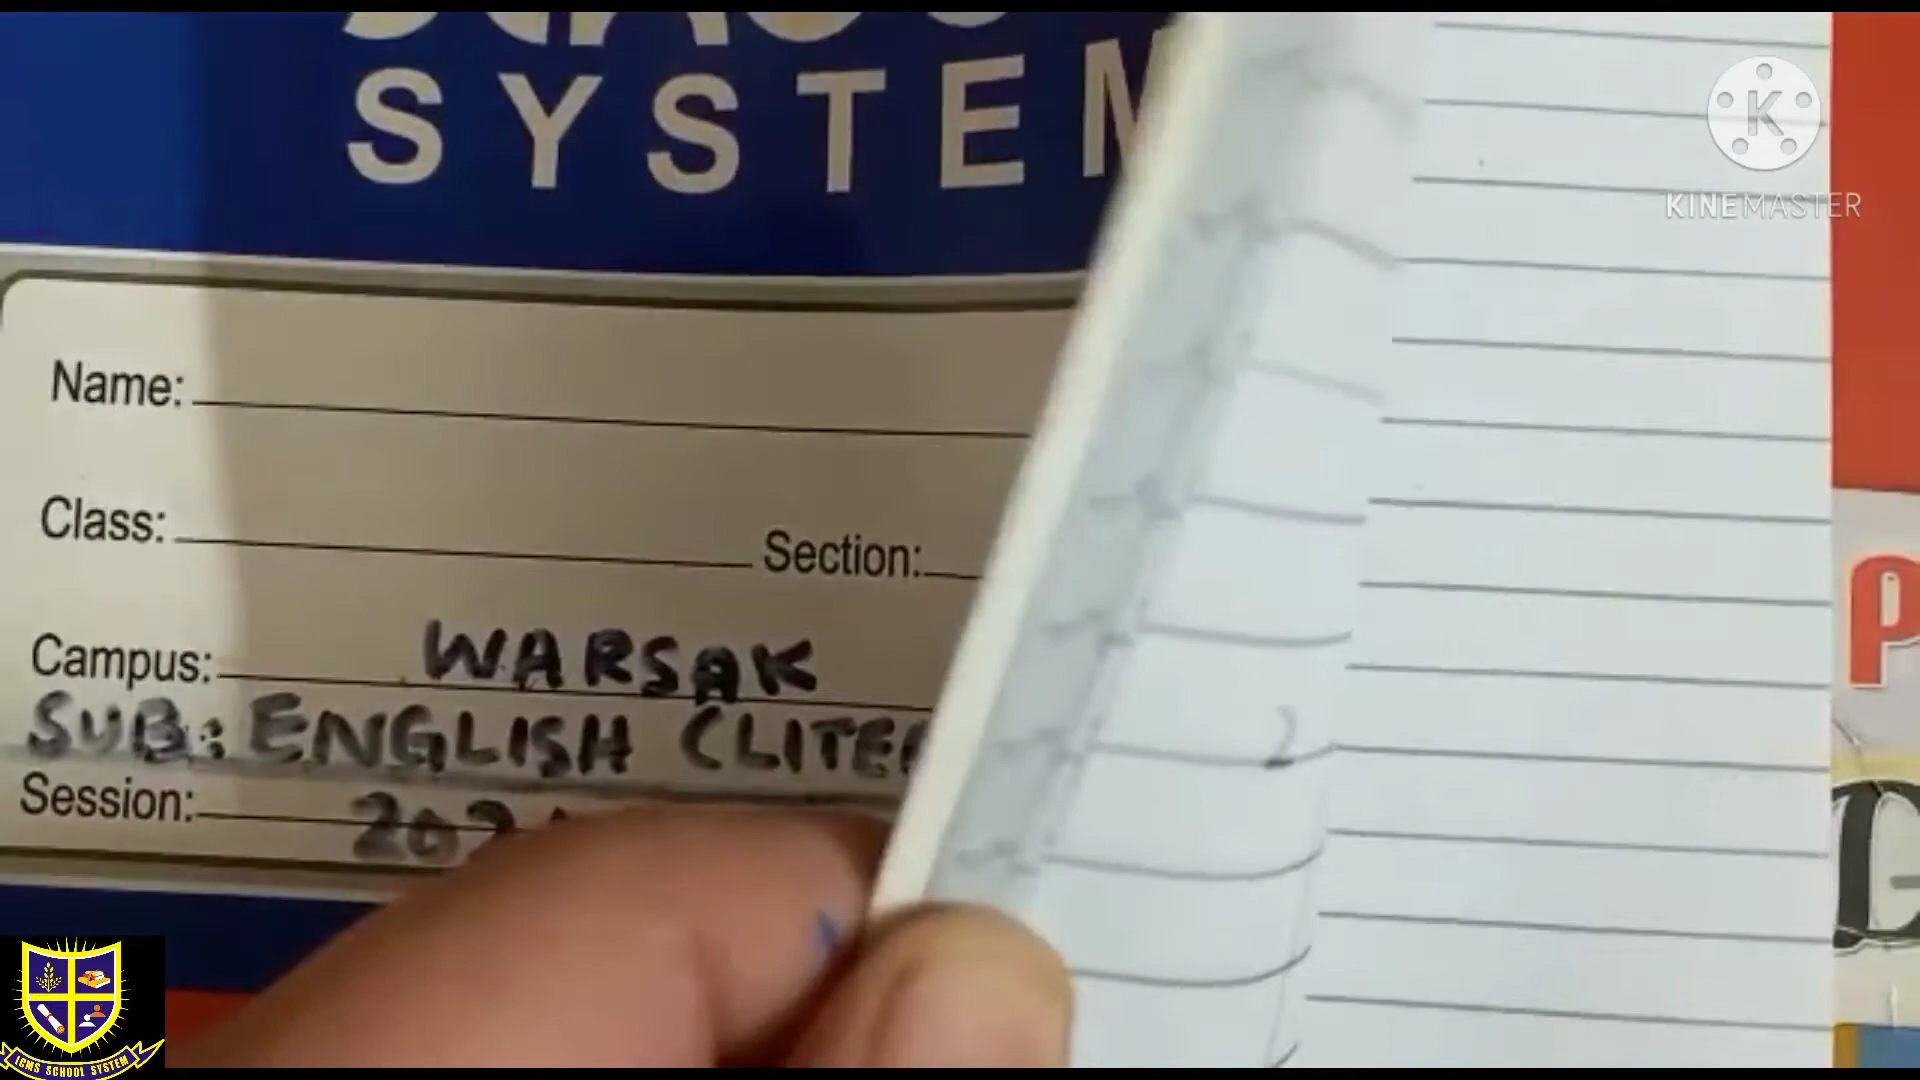 SYSTEM
KINEMASTER
Name:
Class: Section:
Campus: WARSAK
SUB: ENGLISH
Session:
ICMS SCHOOL SYSTEM